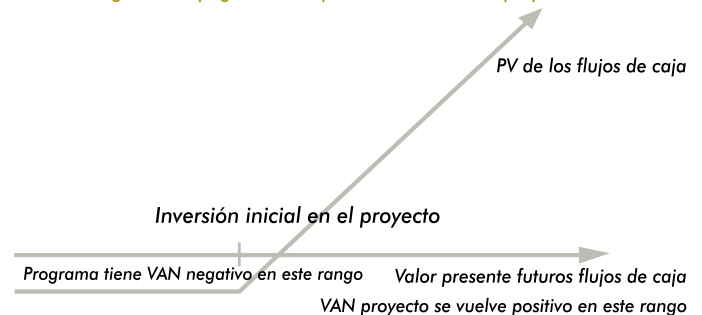 PV de los flujos de caja
Inversión inicial en el proyecto
Programa tiene VAN negativo en este rango
Valor presente futuros flujos de caja
VAN proyecto se vuelve positivo en este rango